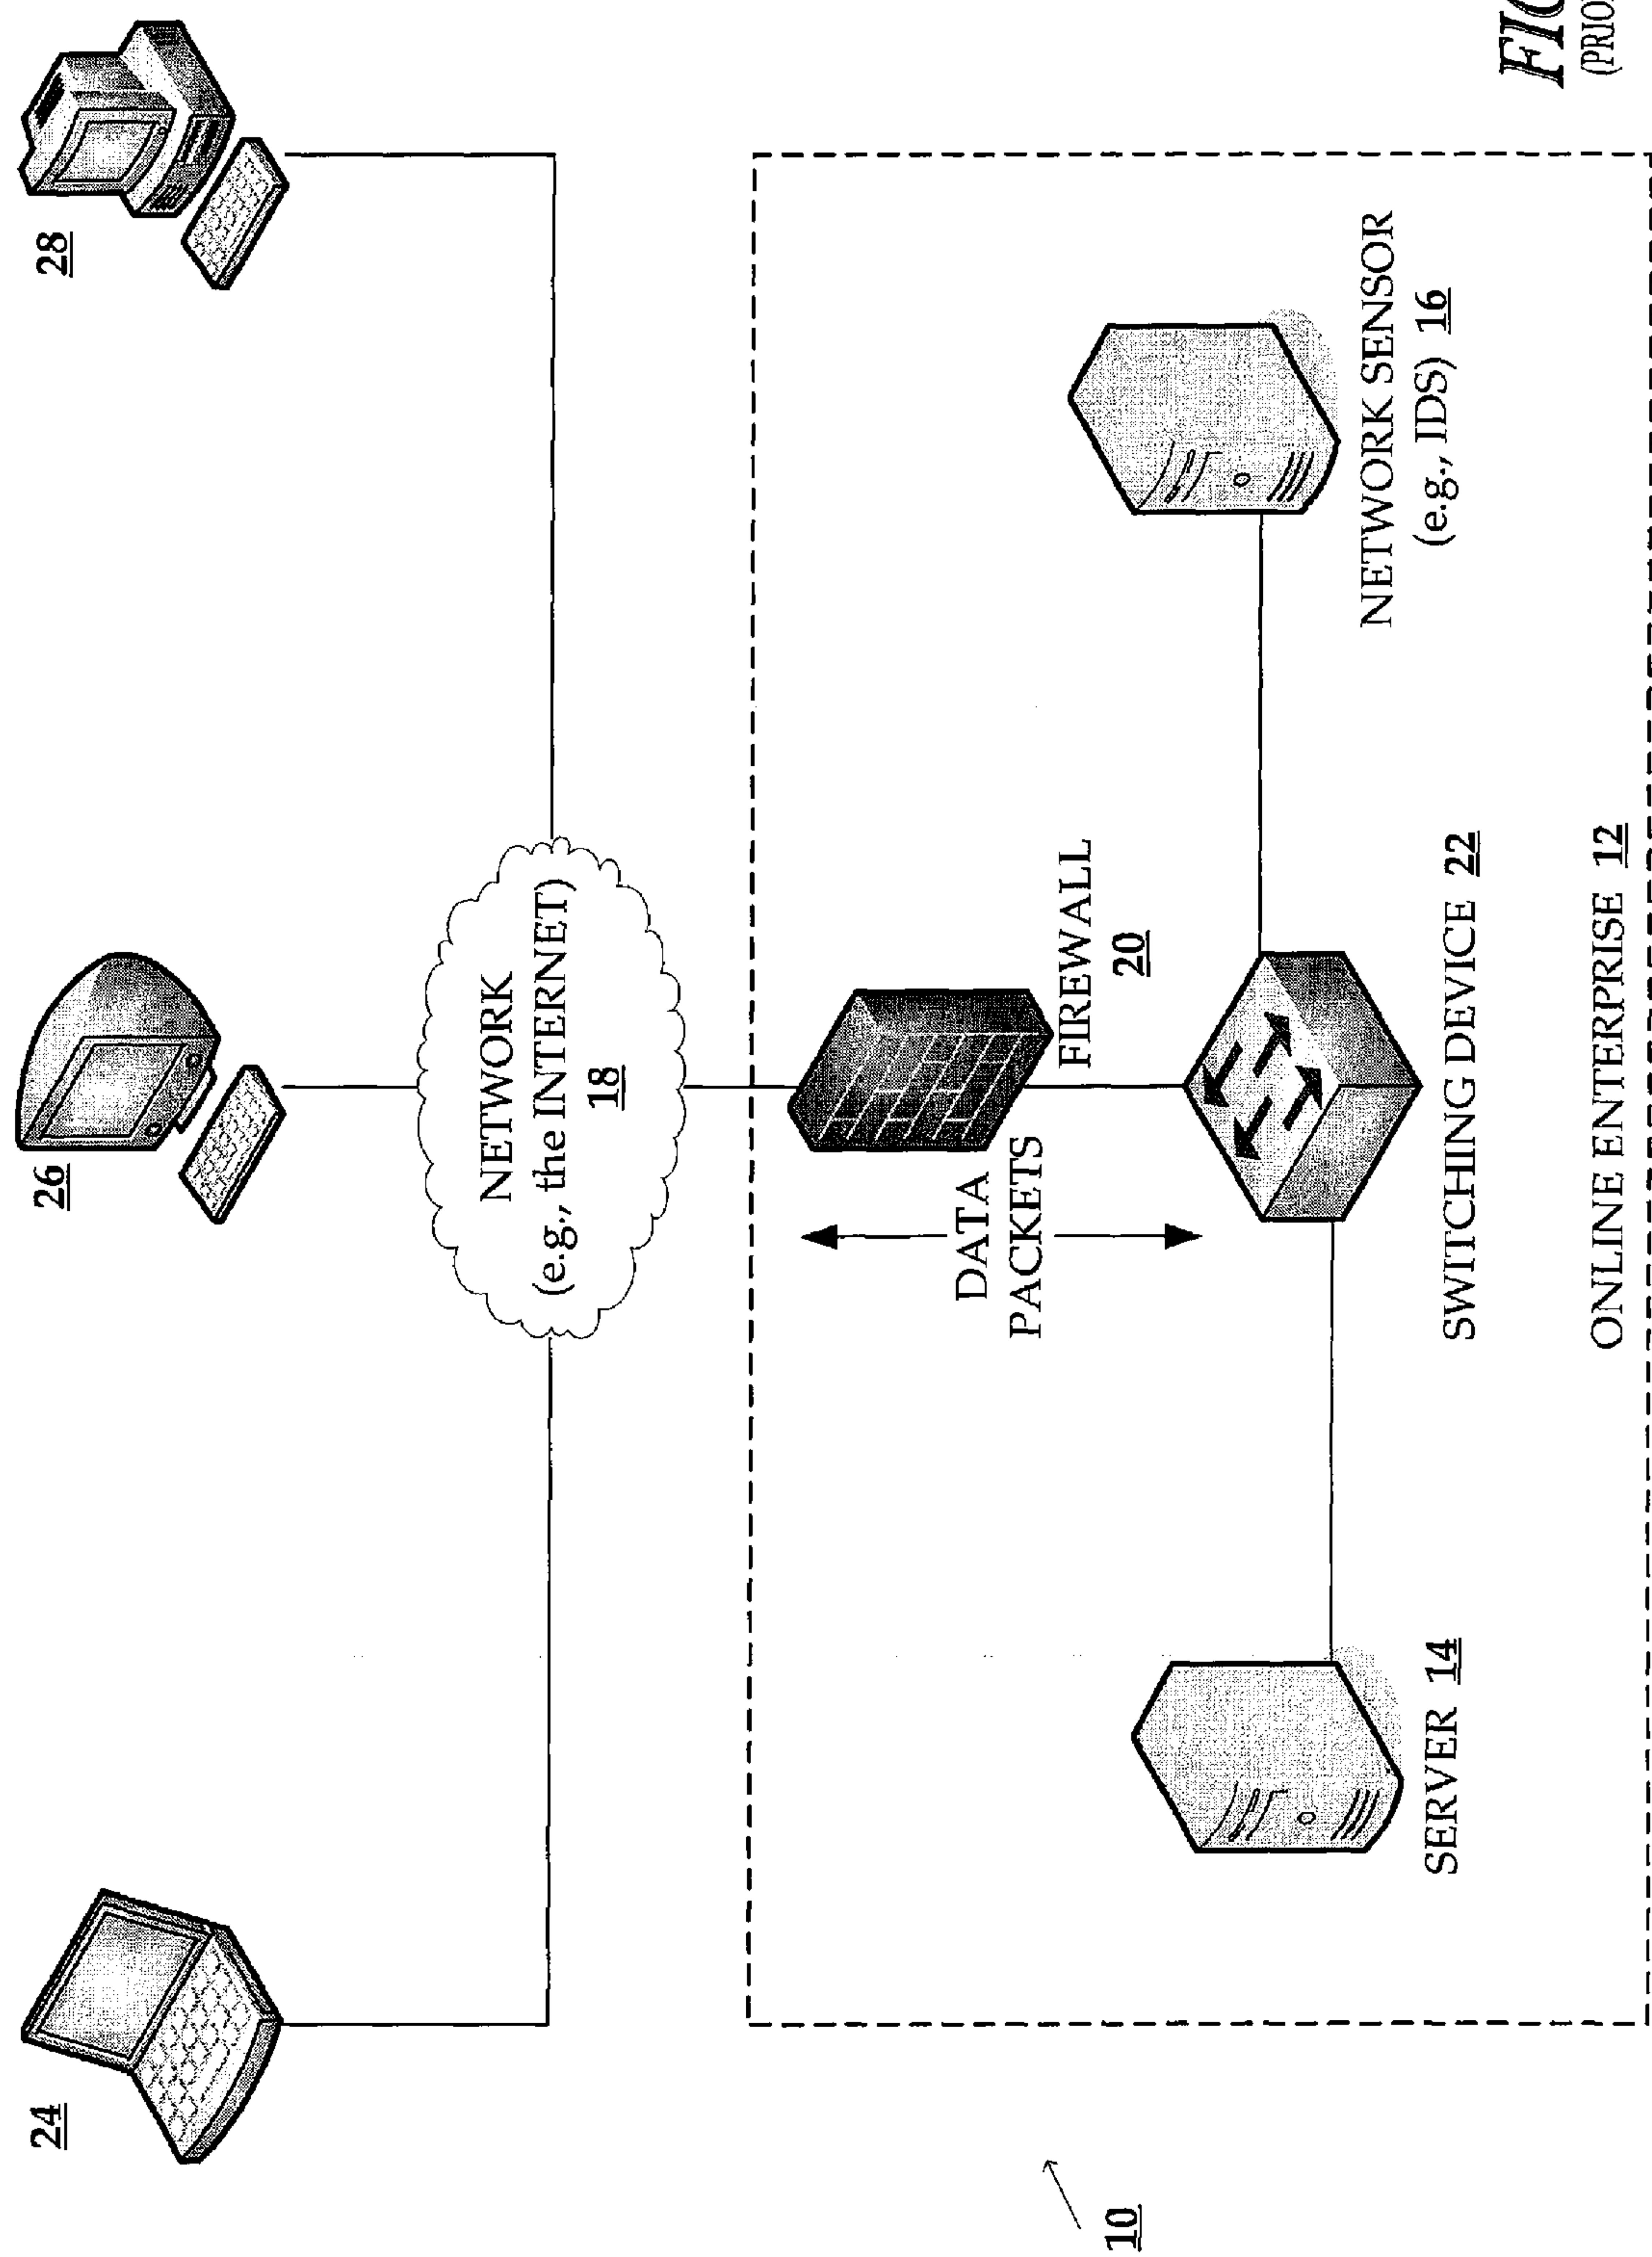 24
26
28
NETWORK
(e.g., the INTERNET)
18
DATA
PACKETS
FIREWALL
20
10
SERVER 14
SWITCHING DEVICE 22
NETWORK SENSOR
(e.g., IDS) 16
ONLINE ENTERPRISE 12